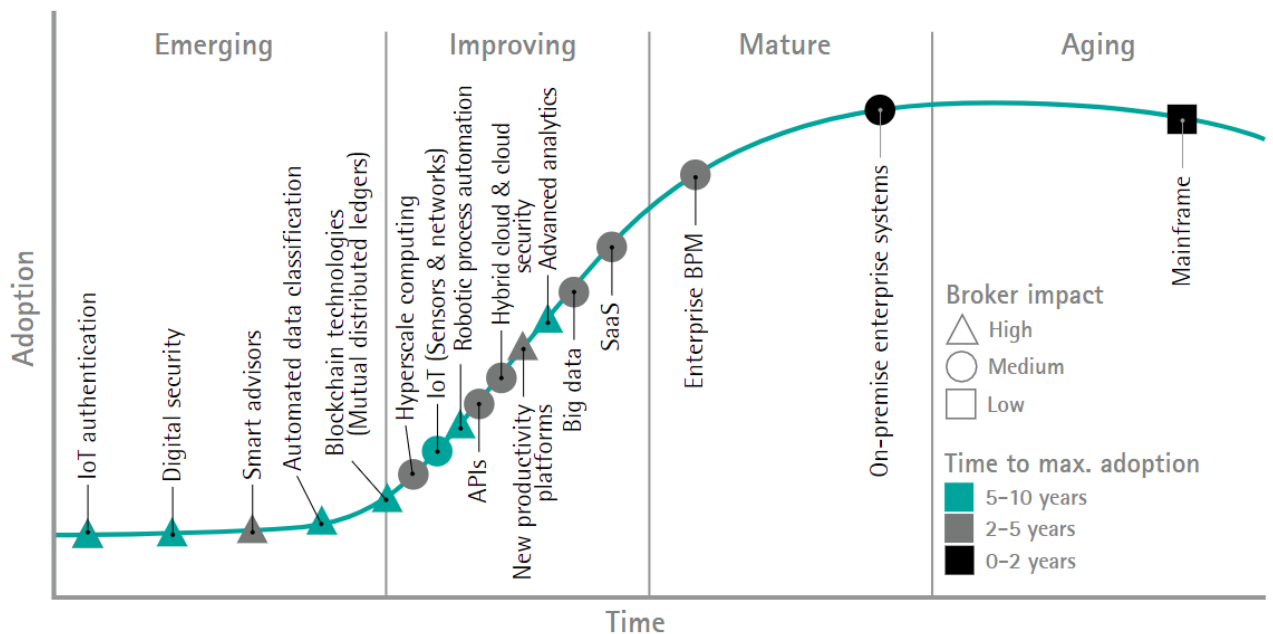 Emerging
Improving
Mature
Aging
Adoption
IoT authentication
Digital security
Smart advisors
Automated data classification
Blockchain technologies
(Mutual distributed ledgers)
Hyperscale computing
IoT (Sensors & networks)
Robotic process automation
APIs
Hybrid cloud & cloud
security
New productivity
platforms
Advanced analytics
Big data
SaaS
Enterprise BPM
On-premise enterprise systems
Mainframe
Broker impact
High
Medium
Low
Time to max. adoption
5-10 years
2-5 years
0-2 years
Time